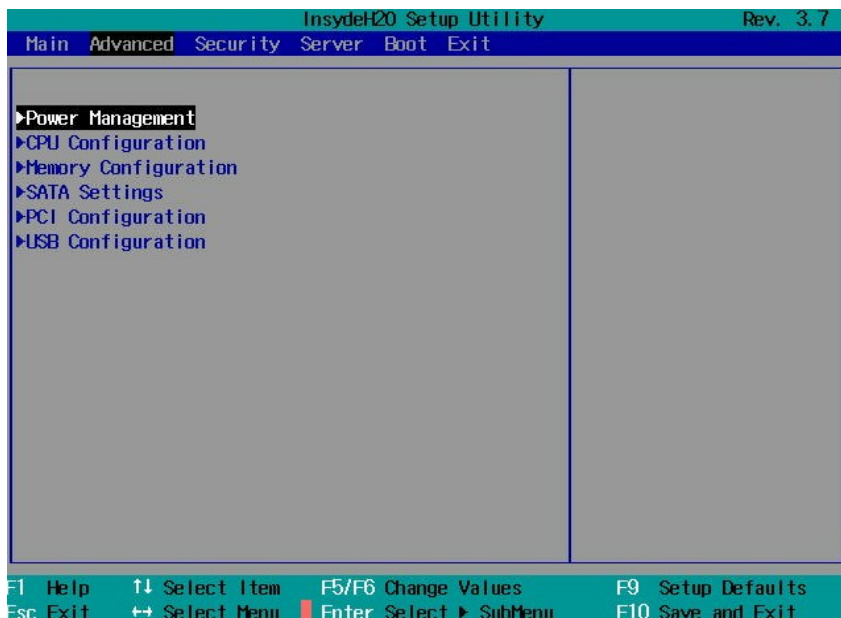 InsydeH2O Setup Utility Rev. 3.7
Main Advanced Security Server Boot Exit
▶Power Management
▶CPU Configuration
▶Memory Configuration
▶SATA Settings
▶PCI Configuration
▶USB Configuration
F1 Help ↑↓ Select Item F5/F6 Change Values F9 Setup Defaults
Esc Exit ↔ Select Menu Enter Select ▶ SubMenu F10 Save and Exit